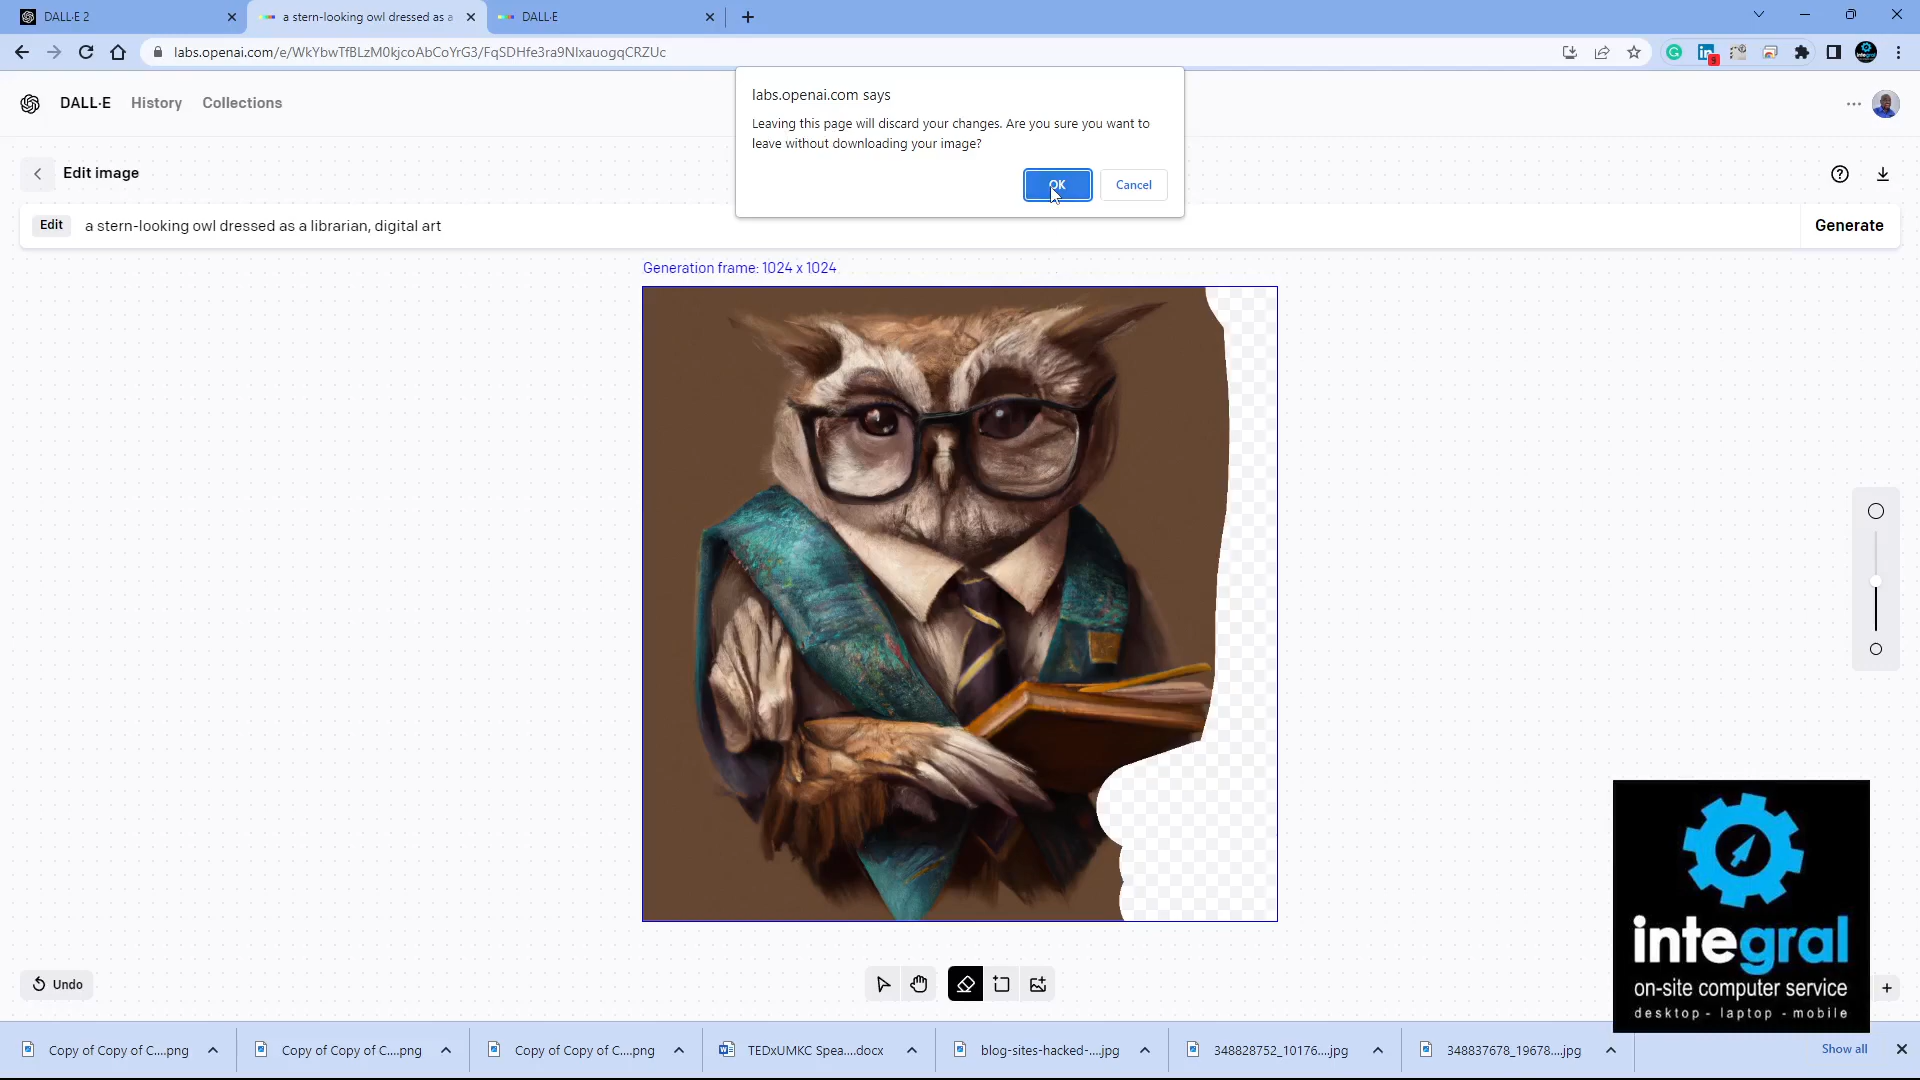 DALL·E 2
a stern-looking owl dressed as a
DALL·E
labs.openai.com/e/WkYbwTfBLzM0kjcoAbCoYrG3/FqSDHfe3ra9NIxauogqCRZUc
9
labs.openai.com says
Leaving this page will discard your changes. Are you sure you want to
leave without downloading your image?
OK
Cancel
DALL·E
History
Collections
Edit image
Edit
a stern-looking owl dressed as a librarian, digital art
Generate
Generation frame: 1024 x 1024
integral
on-site computer service
desktop - laptop - mobile
Undo
Copy of Copy of C....png
Copy of Copy of C....png
Copy of Copy of C....png
TEDxUMKC Spea....docx
blog-sites-hacked-....jpg
348828752_10176....jpg
348837678_19678....jpg
Show all